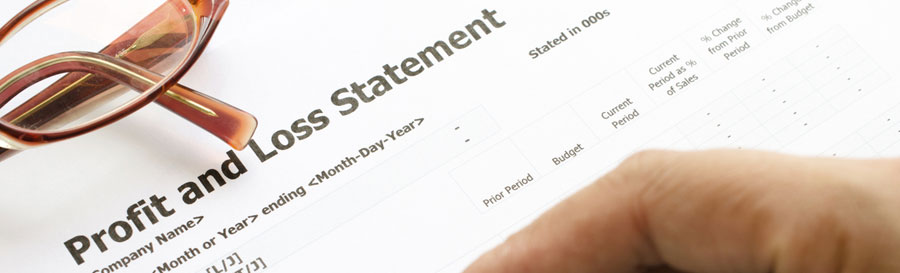 Profit and Loss Statement
Stated in 000s
Company Name>
<Month or Year> ending <Month-Day-Year>
[L/J]
T/J]
Prior Period
Budget
Current
Period
Current
Period as %
of Sales
% Change
from Prior
Period
% Change
from Budget